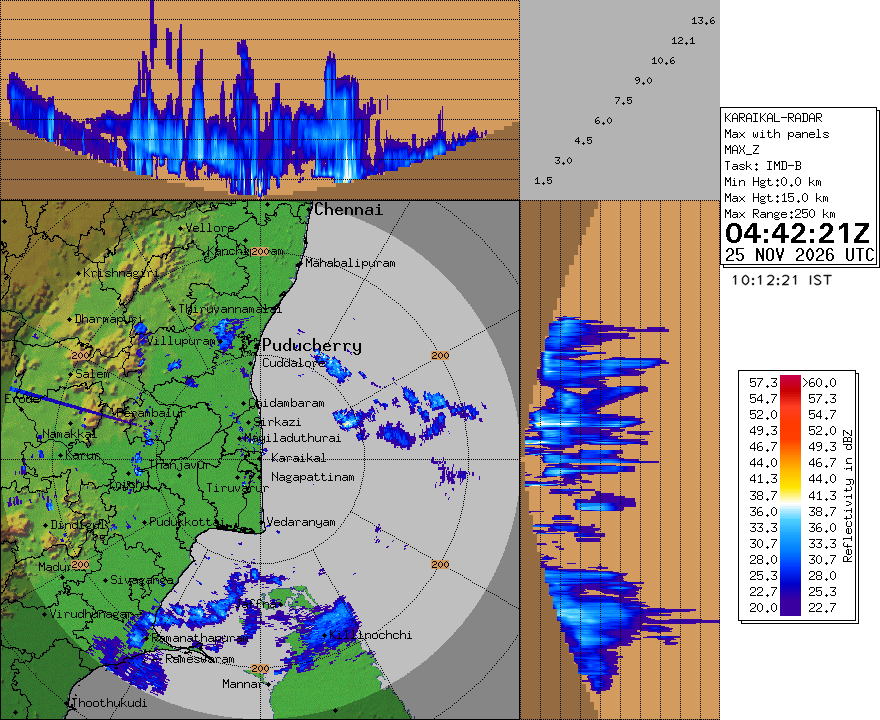 13.6
12.1
10.6
9.0
7.5
6.0
4.5
3.0
1.5
KARAIKAL-RADAR
Max with panels
MAX_Z
Task: IMD-B
Min Hgt:0.0 km
Max Hgt:15.0 km
Max Range:250 km
04:42:21Z
25 NOV 2026 UTC
10:12:21 IST
Chennai
Vellore
200
Mahabalipuram
Krishnagiri
Thiruvannamalai
Dharmapuri
Villupuram
Puducherry
200
200
Cuddalore
Salem
Erode
Chidambaram
Perambalur
Sirkazi
Namakkal
Mayiladuthurai
Karur
Thanjavur
Karaikal
Nagapattinam
Tiruvarur
Dindigul
Pudukkottai
Vedaranyam
200
200
Madurai
Sivaganga
Jaffna
Virudhunagar
Ramanathapuram
Killinochchi
Rameswaram
200
Mannar
Thoothukudi
57.3 >60.0
54.7 57.3
52.0 54.7
49.3 52.0
46.7 49.3
44.0 46.7
41.3 44.0
38.7 41.3
36.0 38.7
33.3 36.0
30.7 33.3
28.0 30.7
25.3 28.0
22.7 25.3
20.0 22.7
Reflectivity in dBZ